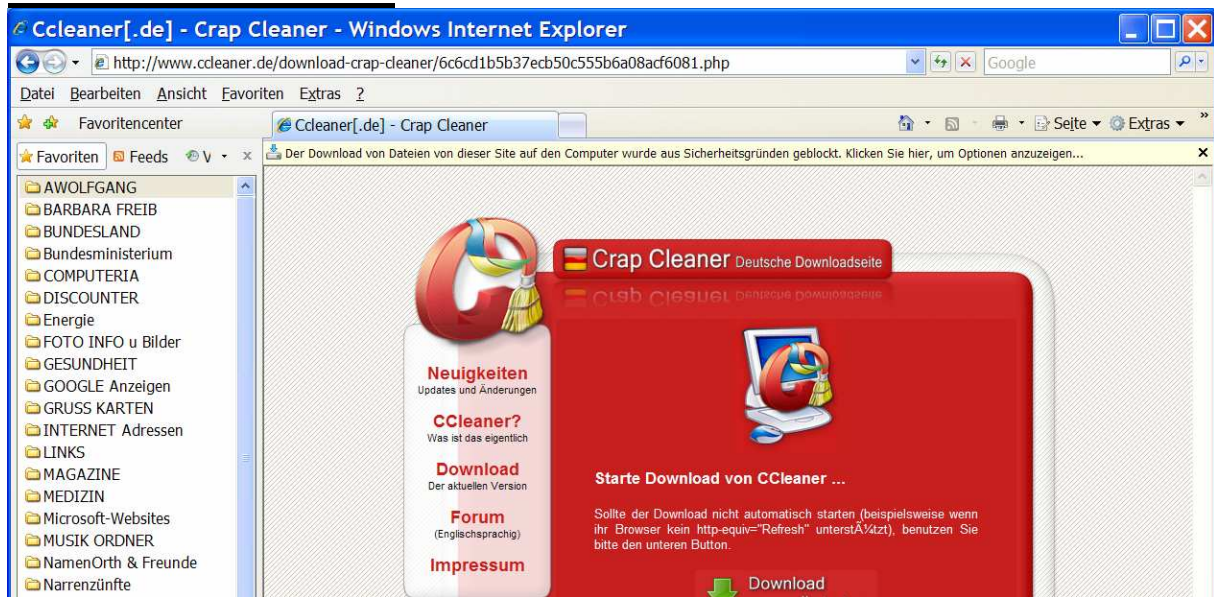 Ccleaner[.de] - Crap Cleaner - Windows Internet Explorer
http://www.ccleaner.de/download-crap-cleaner/6c6cd1b5b37ecb50c555b6a08acf6081.php
Google
Datei Bearbeiten Ansicht Favoriten Extras ?
Favoritencenter
Ccleaner[.de] - Crap Cleaner
Seite Extras
Favoriten Feeds V
Der Download von Dateien von dieser Site auf den Computer wurde aus Sicherheitsgründen geblockt. Klicken Sie hier, um Optionen anzuzeigen...
AWOLFGANG
BARBARA FREIB
BUNDESLAND
Bundesministerium
COMPUTERIA
DISCOUNTER
Energie
FOTO INFO u Bilder
GESUNDHEIT
GOOGLE Anzeigen
GRUSS KARTEN
INTERNET Adressen
LINKS
MAGAZINE
MEDIZIN
Microsoft-Websites
MUSIK ORDNER
NamenOrth & Freunde
Narrenzünfte
Crap Cleaner Deutsche Downloadseite
Neuigkeiten
Updates und Änderungen
CCleaner?
Was ist das eigentlich
Download
Der aktuellen Version
Forum
(Englischsprachig)
Impressum
Starte Download von CCleaner ...
Sollte der Download nicht automatisch starten (beispielsweise wenn
ihr Browser kein http-equiv="Refresh" unterstÃ¼tzt), benutzen Sie
bitte den unteren Button.
Download